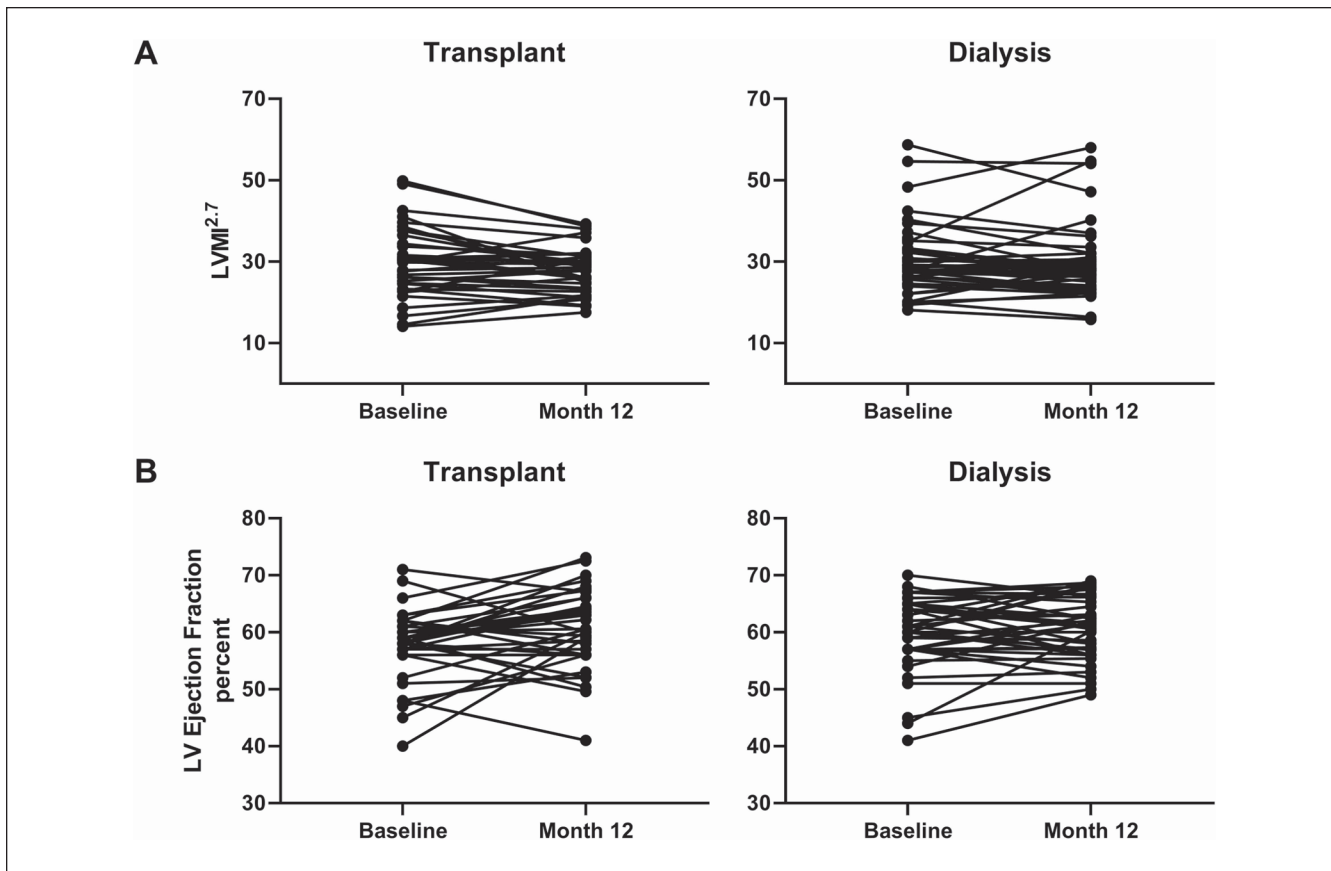 A
Transplant
Dialysis
LVMI2.7
70
50
30
10
Baseline
Month 12
70
50
30
10
Baseline
Month 12
B
Transplant
Dialysis
LV Ejection Fraction
percent
80
70
60
50
40
30
Baseline
Month 12
80
70
60
50
40
30
Baseline
Month 12